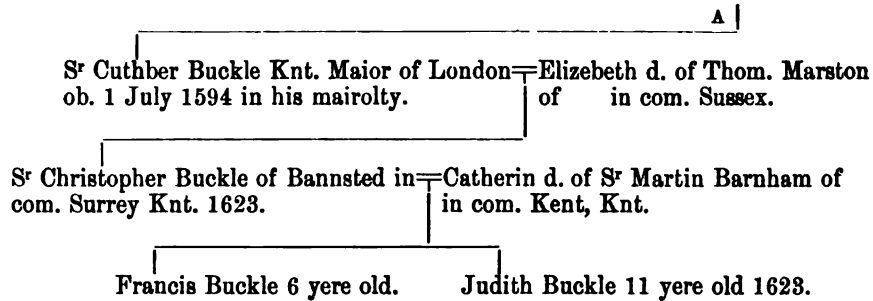 A
Sr Cuthber Buckle Knt. Maior of London=Elizebeth d. of Thom. Marston
ob. 1 July 1594 in his mairolty. of in com. Sussex.
Sr Christopher Buckle of Bannsted in=Catherin d. of Sr Martin Barnham of
com. Surrey Knt. 1623. in com. Kent, Knt.
Francis Buckle 6 yere old. Judith Buckle 11 yere old 1623.